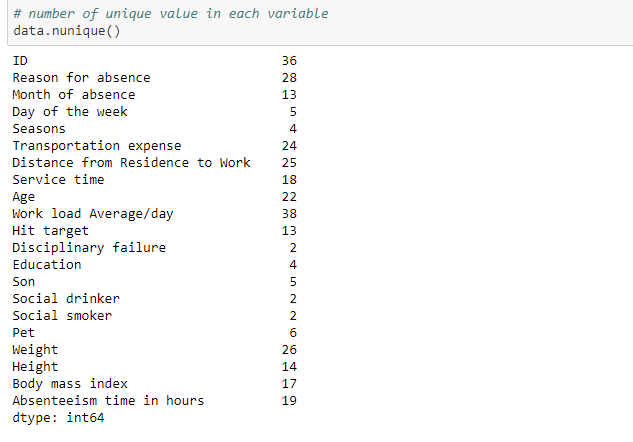 # number of unique value in each variable
data.nunique()
ID 36
Reason for absence 28
Month of absence 13
Day of the week 5
Seasons 4
Transportation expense 24
Distance from Residence to Work 25
Service time 18
Age 22
Work load Average/day 38
Hit target 13
Disciplinary failure 2
Education 4
Son 5
Social drinker 2
Social smoker 2
Pet 6
Weight 26
Height 14
Body mass index 17
Absenteeism time in hours 19
dtype: int64